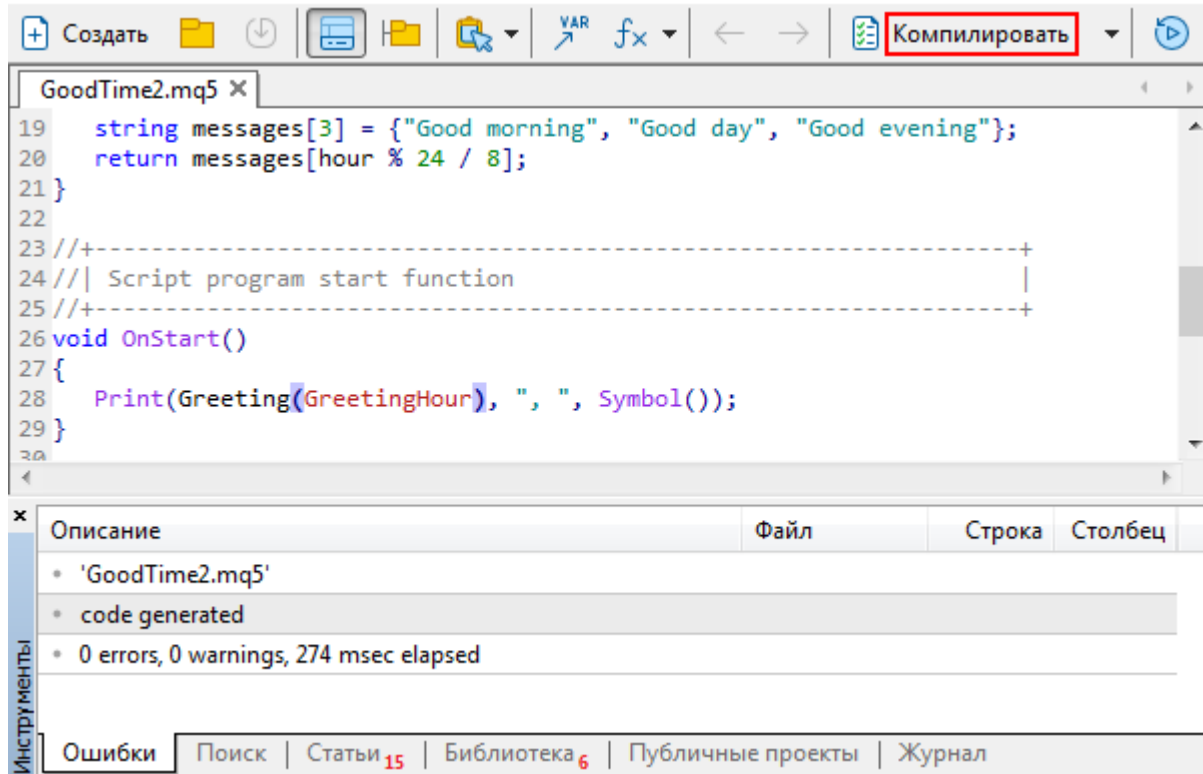 Создать VAR fx Компилировать
GoodTime2.mq5
19 string messages[3] = {"Good morning", "Good day", "Good evening"};
20 return messages[hour % 24 / 8];
21 }
22
23 //+------------------------------------------------------------------+
24 //| Script program start function |
25 //+------------------------------------------------------------------+
26 void OnStart()
27 {
28 Print(Greeting(GreetingHour), ", ", Symbol());
29 }
30
Описание Файл Строка Столбец
'GoodTime2.mq5'
code generated
0 errors, 0 warnings, 274 msec elapsed
Инструменты
Ошибки Поиск Статьи 15 Библиотека 6 Публичные проекты Журнал